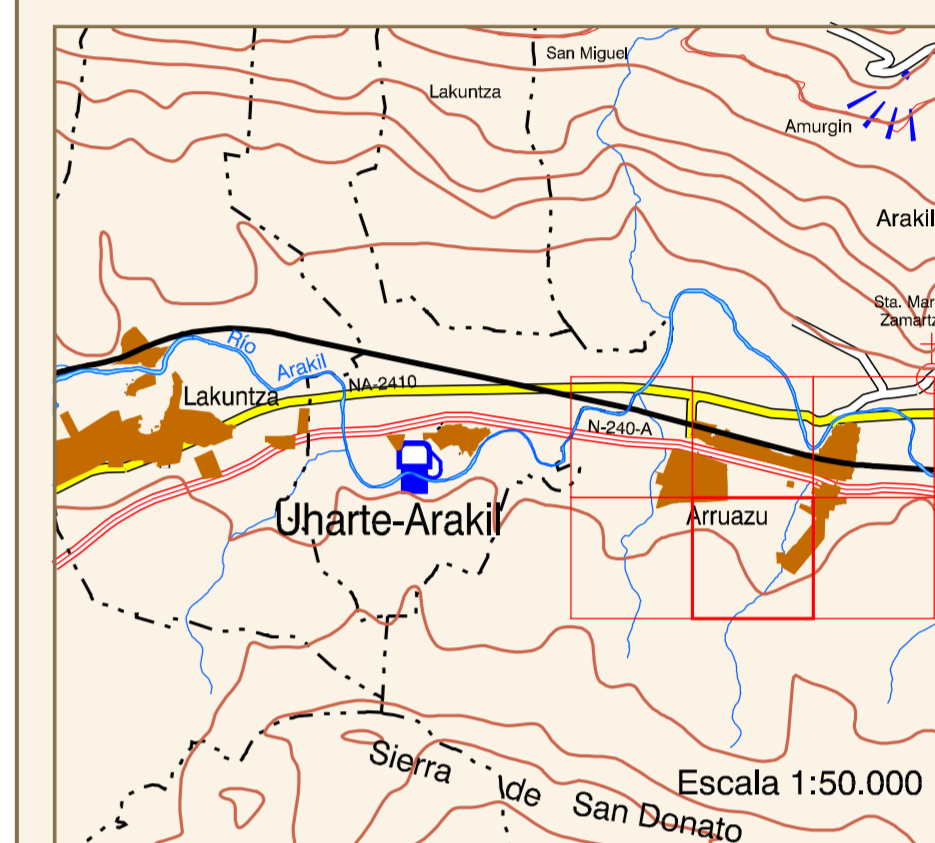 San Miguel
Lakuntza
Amurgin
Arakil
Sta. Mar
Zamartz
Río
Arakil
NA-2410
Lakuntza
N-240-A
Uharte-Arakil
Arruazu
Sierra de San Donato
Escala 1:50.000